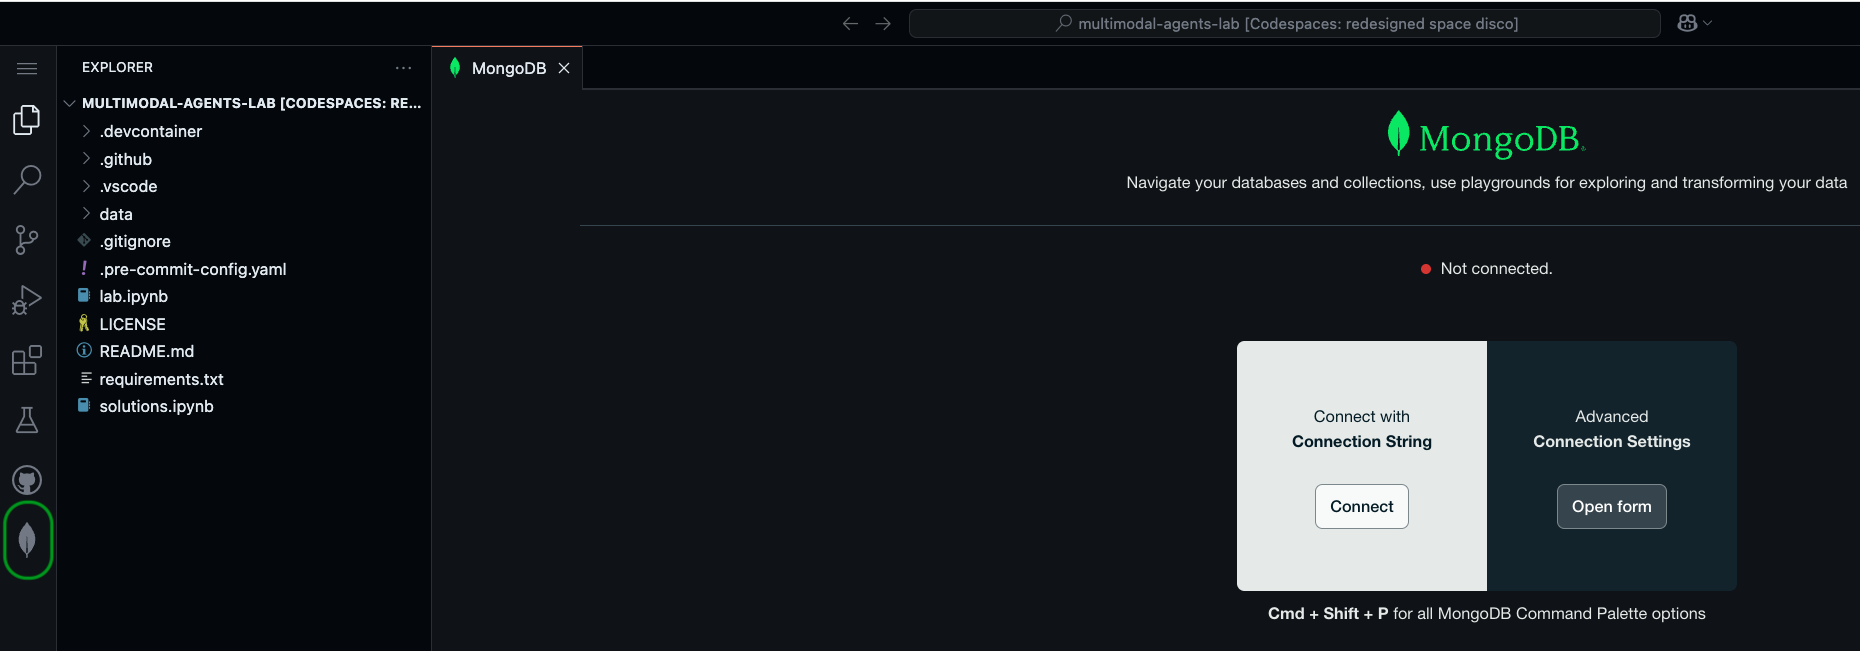 multimodal-agents-lab [Codespaces: redesigned space disco]
EXPLORER
MULTIMODAL-AGENTS-LAB [CODESPACES: RE...
.devcontainer
.github
.vscode
data
.gitignore
.pre-commit-config.yaml
lab.ipynb
LICENSE
README.md
requirements.txt
solutions.ipynb
MongoDB
MongoDB
Navigate your databases and collections, use playgrounds for exploring and transforming your data
Not connected.
Connect with
Connection String
Connect
Advanced
Connection Settings
Open form
Cmd + Shift + P for all MongoDB Command Palette options